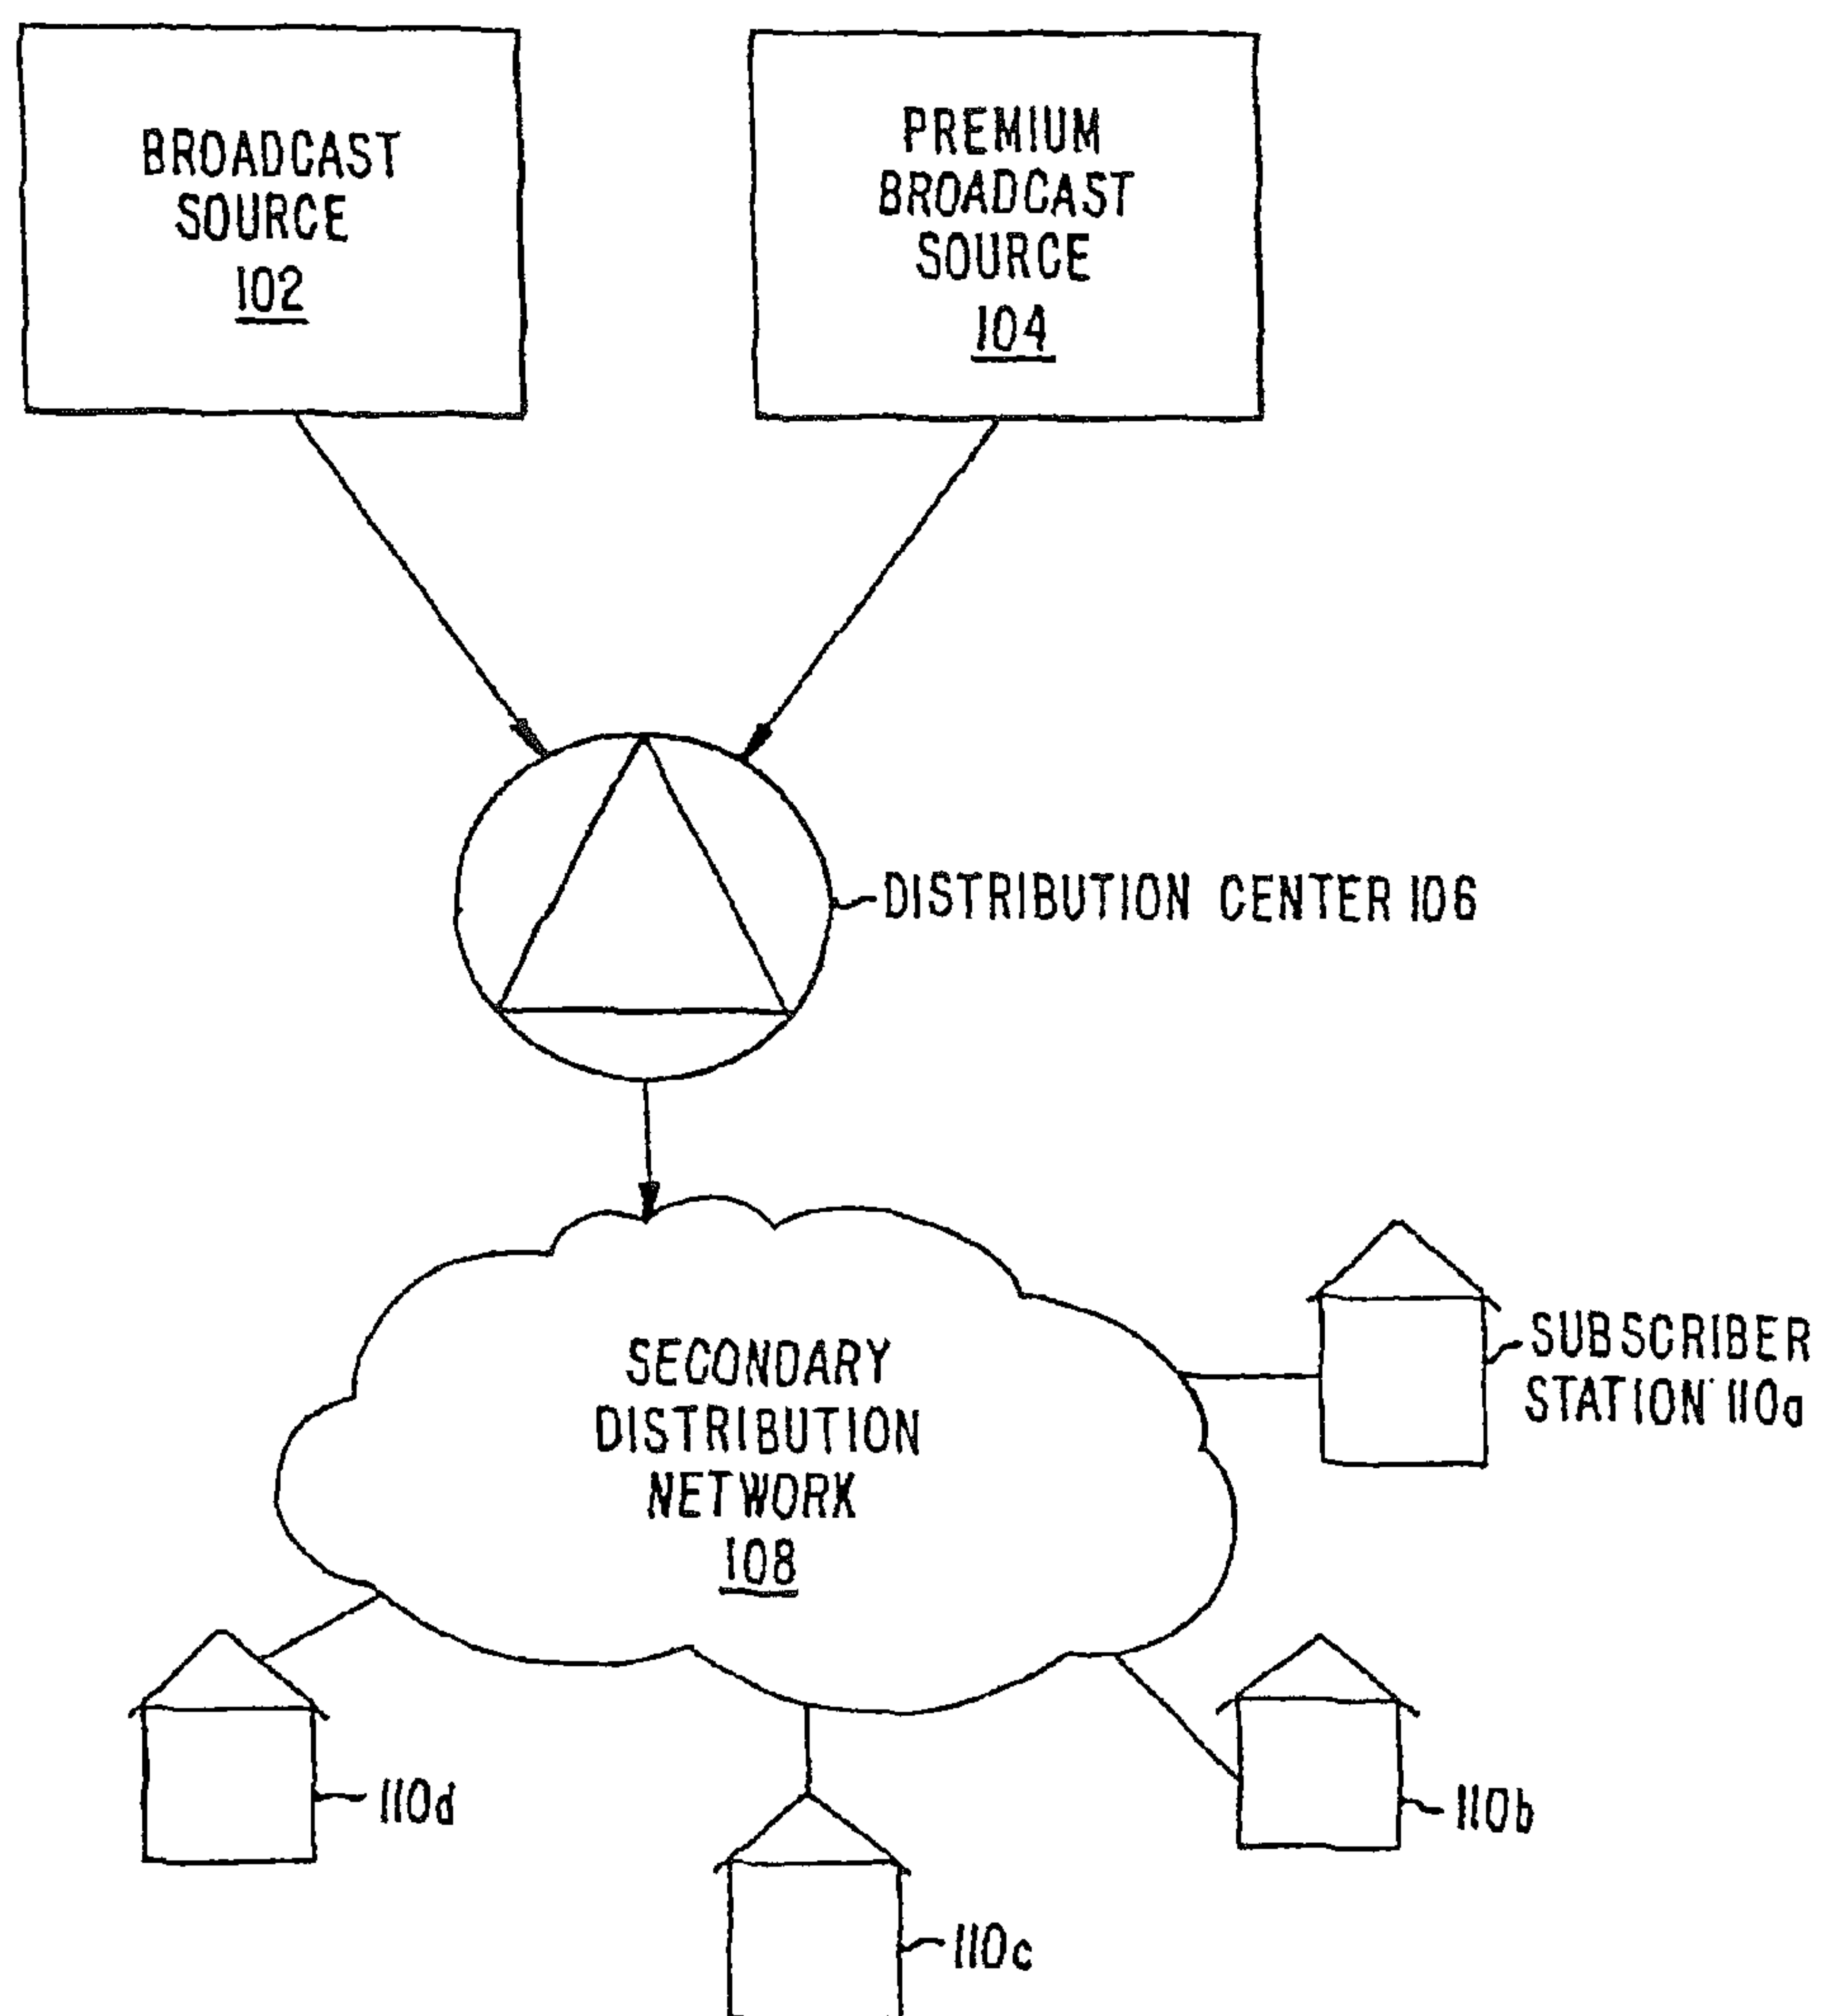 BROADCAST
SOURCE
102
PREMIUM
BROADCAST
SOURCE
104
DISTRIBUTION CENTER 106
SECONDARY
DISTRIBUTION
NETWORK
108
SUBSCRIBER
STATION 110a
110d
110b
110c